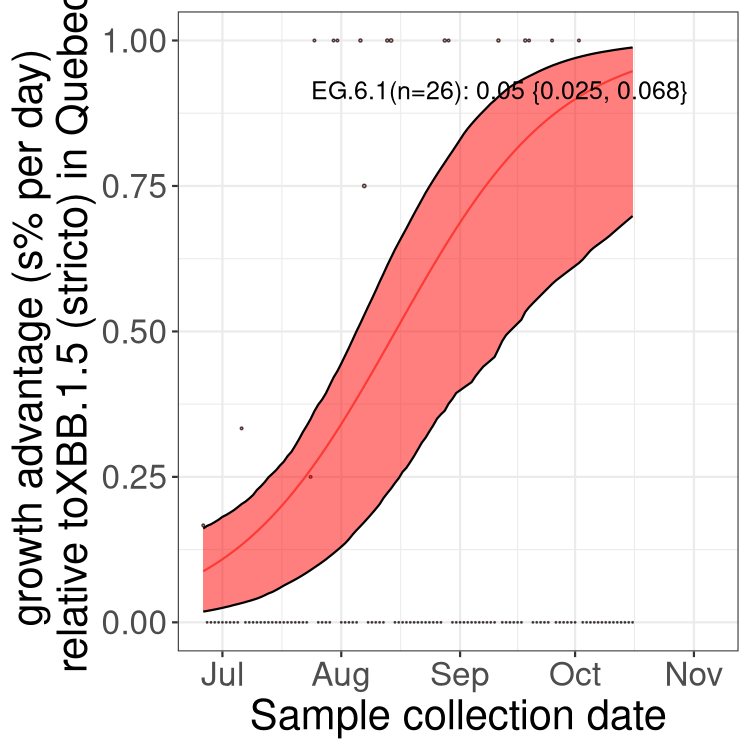 growth advantage (s% per day)
relative toXBB.1.5 (stricto) in Quebec
1.00
EG.6.1(n=26): 0.05 {0.025, 0.068}
0.75
0.50
0.25
0.00
Jul Aug Sep Oct Nov
Sample collection date